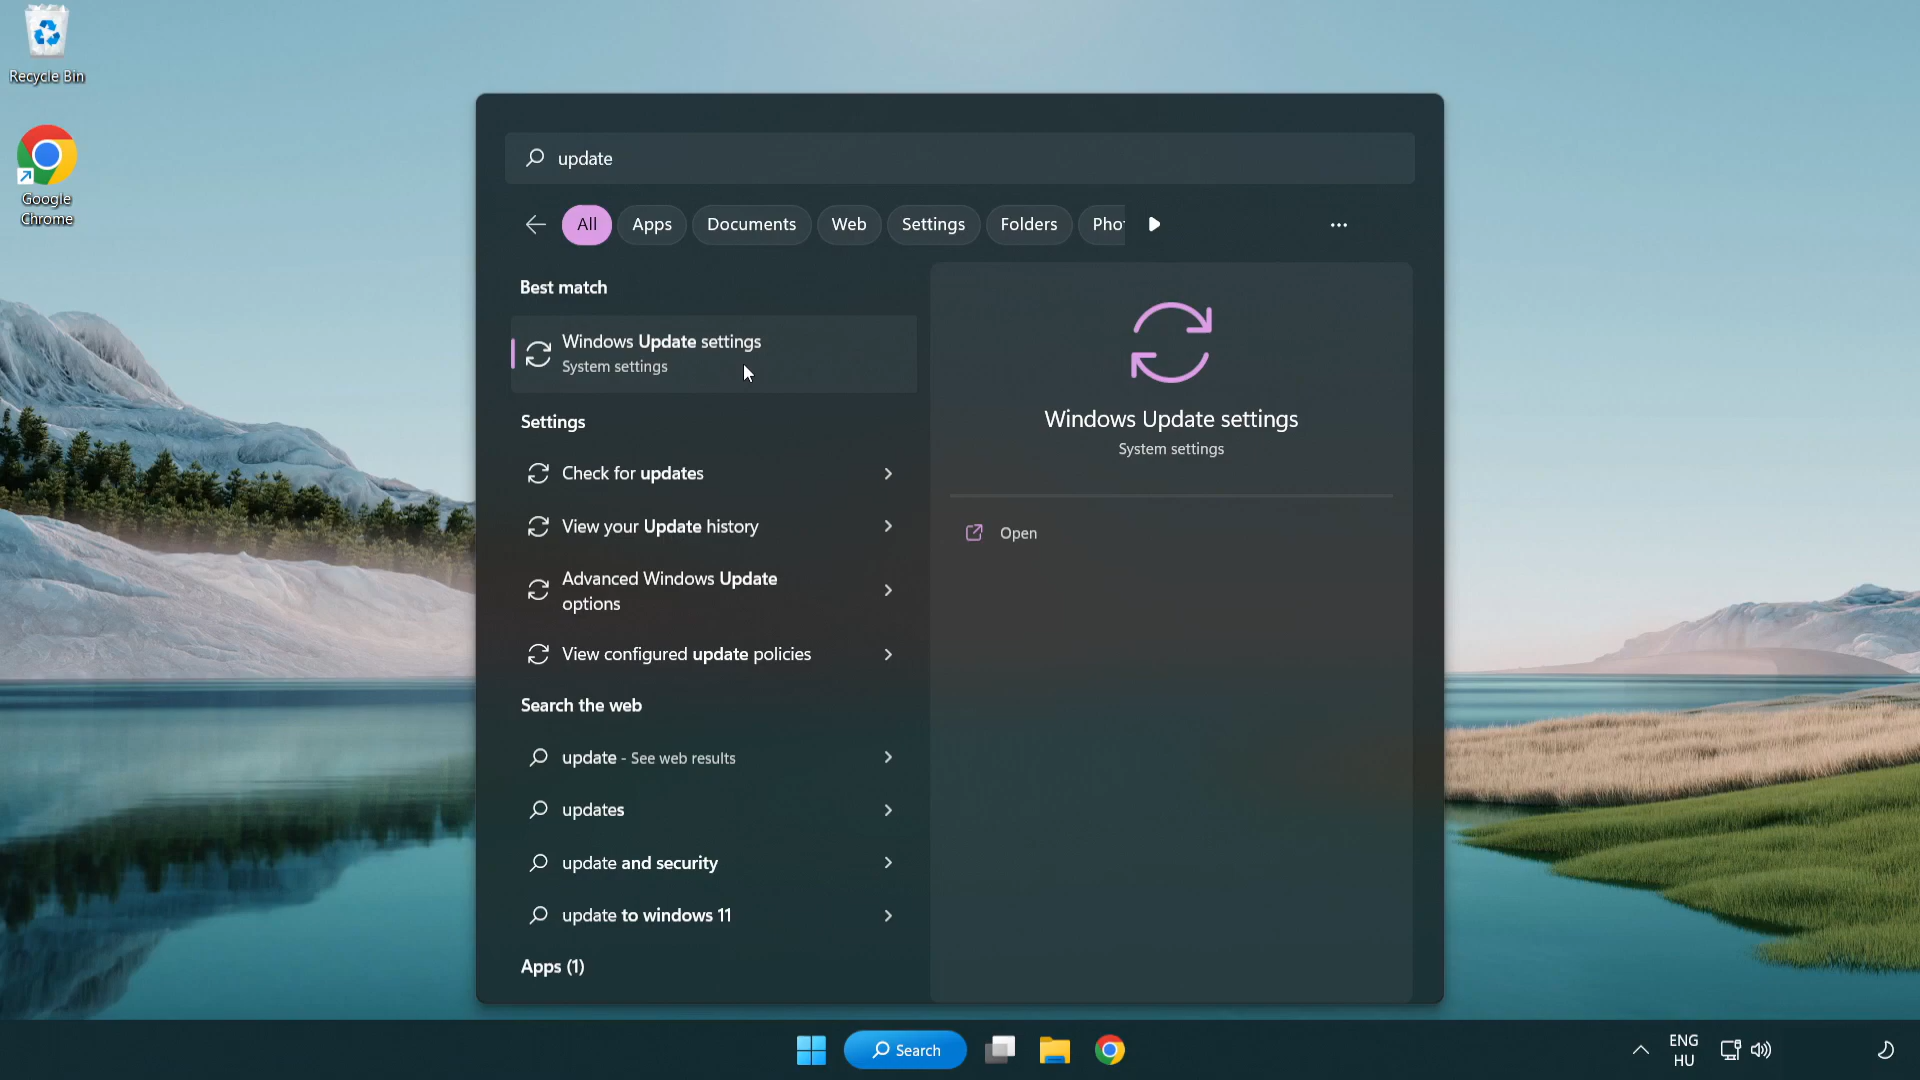 Recycle Bin
Google
Chrome
update
All
Apps
Documents
Web
Settings
Folders
Pho
Best match
Windows Update settings
System settings
Settings
Check for updates
View your Update history
Advanced Windows Update
options
View configured update policies
Search the web
update - See web results
updates
update and security
update to windows 11
Apps (1)
Windows Update settings
System settings
Open
Search
ENG
HU